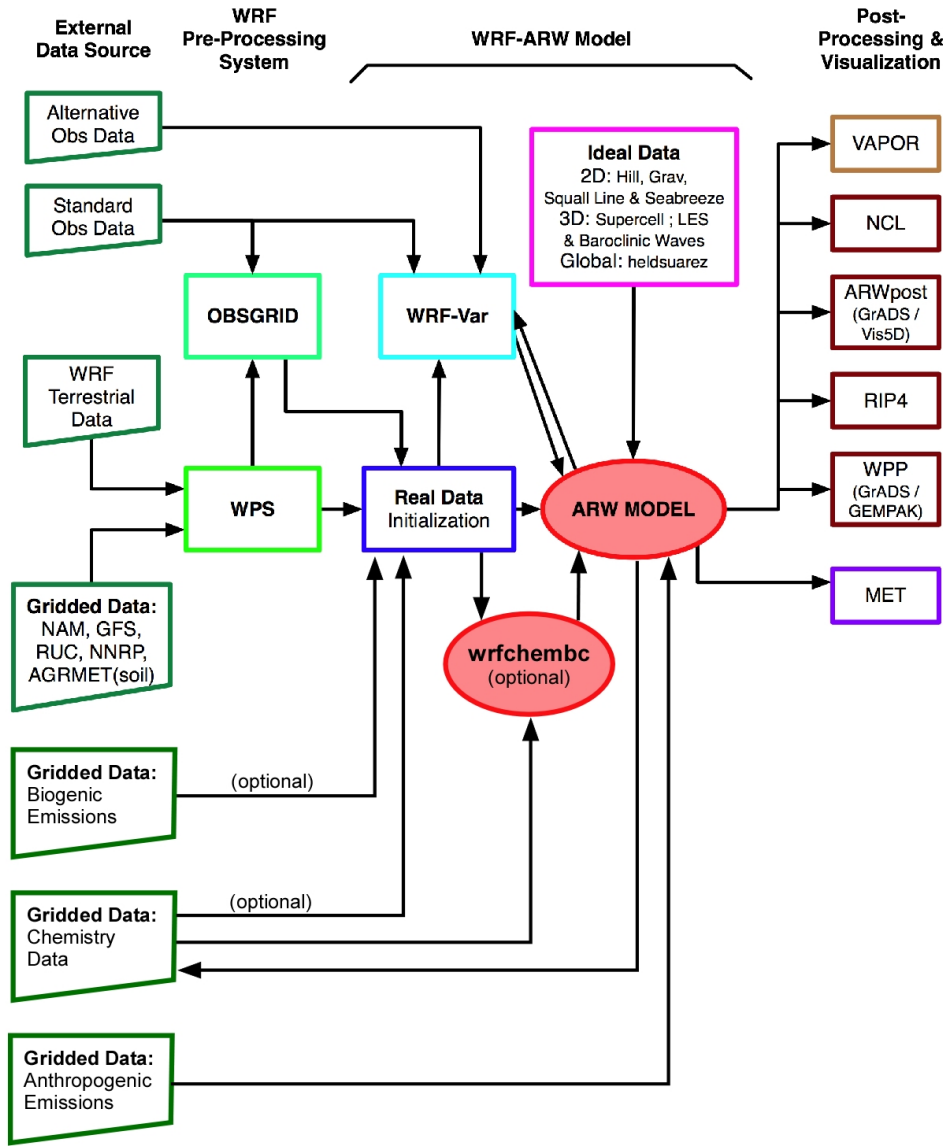 External
Data Source
WRF
Pre-Processing
System
WRF-ARW Model
Post-
Processing &
Visualization
Alternative
Obs Data
Standard
Obs Data
OBSGRID
WRF-Var
Ideal Data
2D: Hill, Grav,
Squall Line & Seabreeze
3D: Supercell ; LES
& Baroclinic Waves
Global: heldsuarez
VAPOR
NCL
ARWpost
(GrADS /
Vis5D)
RIP4
WPP
(GrADS /
GEMPAK)
MET
WRF
Terrestrial
Data
WPS
Real Data
Initialization
ARW MODEL
wrfchembc
(optional)
Gridded Data:
NAM, GFS,
RUC, NNRP,
AGRMET(soil)
Gridded Data:
Biogenic
Emissions
(optional)
Gridded Data:
Chemistry
Data
(optional)
Gridded Data:
Anthropogenic
Emissions